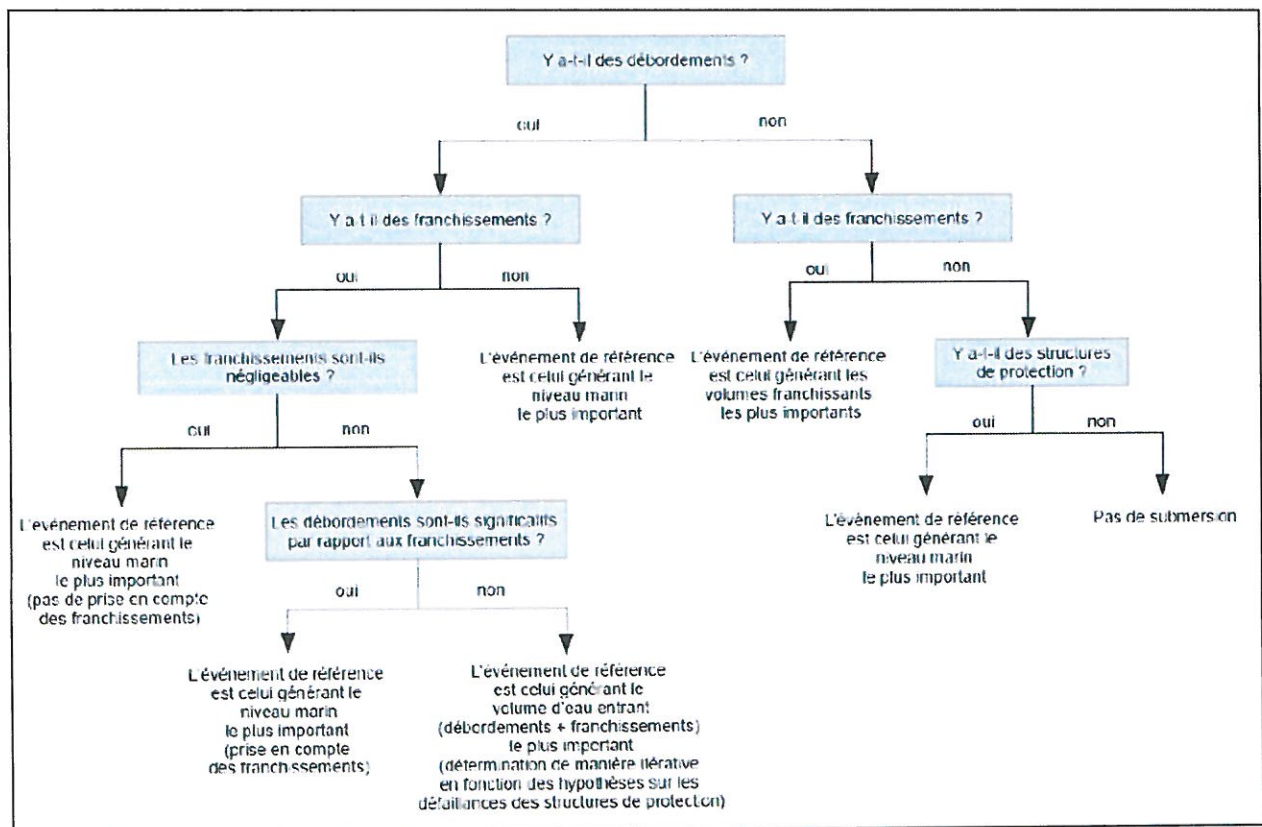 Y a-t-il des débordements ?
oui
non
Y a-t-il des franchissements ?
Y a-t-il des franchissements ?
oui
non
oui
non
Les franchissements sont-ils
négligeables ?
L'événement de référence
est celui générant le
niveau marin
le plus important
L'événement de référence
est celui générant les
volumes franchissants
les plus importants
Y a-t-il des structures
de protection ?
oui
non
oui
non
L'événement de référence
est celui générant le
niveau marin
le plus important
(pas de prise en compte
des franchissements)
Les débordements sont-ils significatifs
par rapport aux franchissements ?
L'événement de référence
est celui générant le
niveau marin
le plus important
Pas de submersion
oui
non
L'événement de référence
est celui générant le
niveau marin
le plus important
(prise en compte
des franchissements)
L'événement de référence
est celui générant le
volume d'eau entrant
(débordements + franchissements)
le plus important
(détermination de manière itérative
en fonction des hypothèses sur les
défaillances des structures de protection)